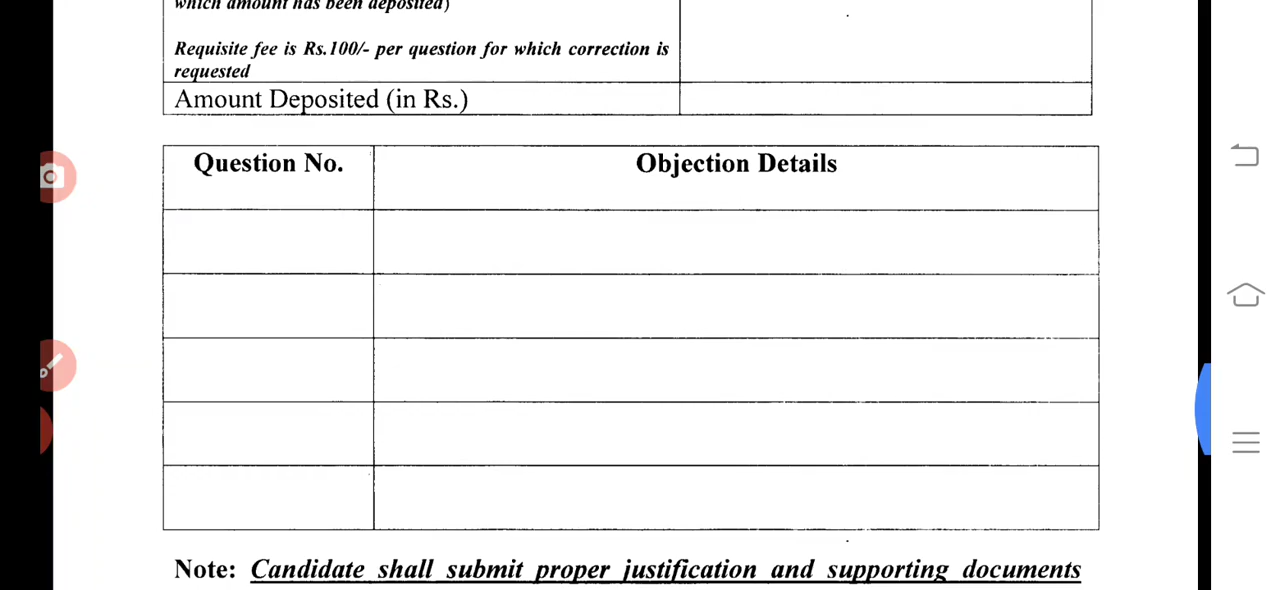 which amount has been deposited)
Requisite fee is Rs.100/- per question for which correction is
requested
Amount Deposited (in Rs.)
Question No. Objection Details
Note: Candidate shall submit proper justification and supporting documents